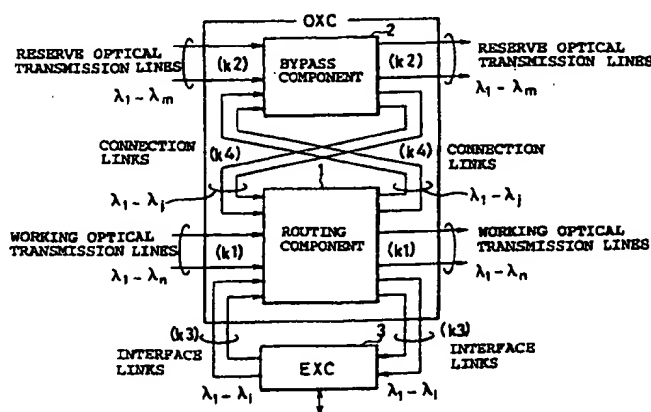 OXC
2
RESERVE OPTICAL
TRANSMISSION LINES
λ₁ - λₘ
(k2)
BYPASS
COMPONENT
(k2)
RESERVE OPTICAL
TRANSMISSION LINES
λ₁ - λₘ
CONNECTION
LINKS
(k4)
(k4)
CONNECTION
LINKS
λ₁ - λⱼ
1
λ₁ - λⱼ
WORKING OPTICAL
TRANSMISSION LINES
λ₁ - λₙ
(k1)
ROUTING
COMPONENT
(k1)
WORKING OPTICAL
TRANSMISSION LINES
λ₁ - λₙ
(k3)
(k3)
INTERFACE
LINKS
3
EXC
INTERFACE
LINKS
λ₁ - λᵢ
λ₁ - λᵢ